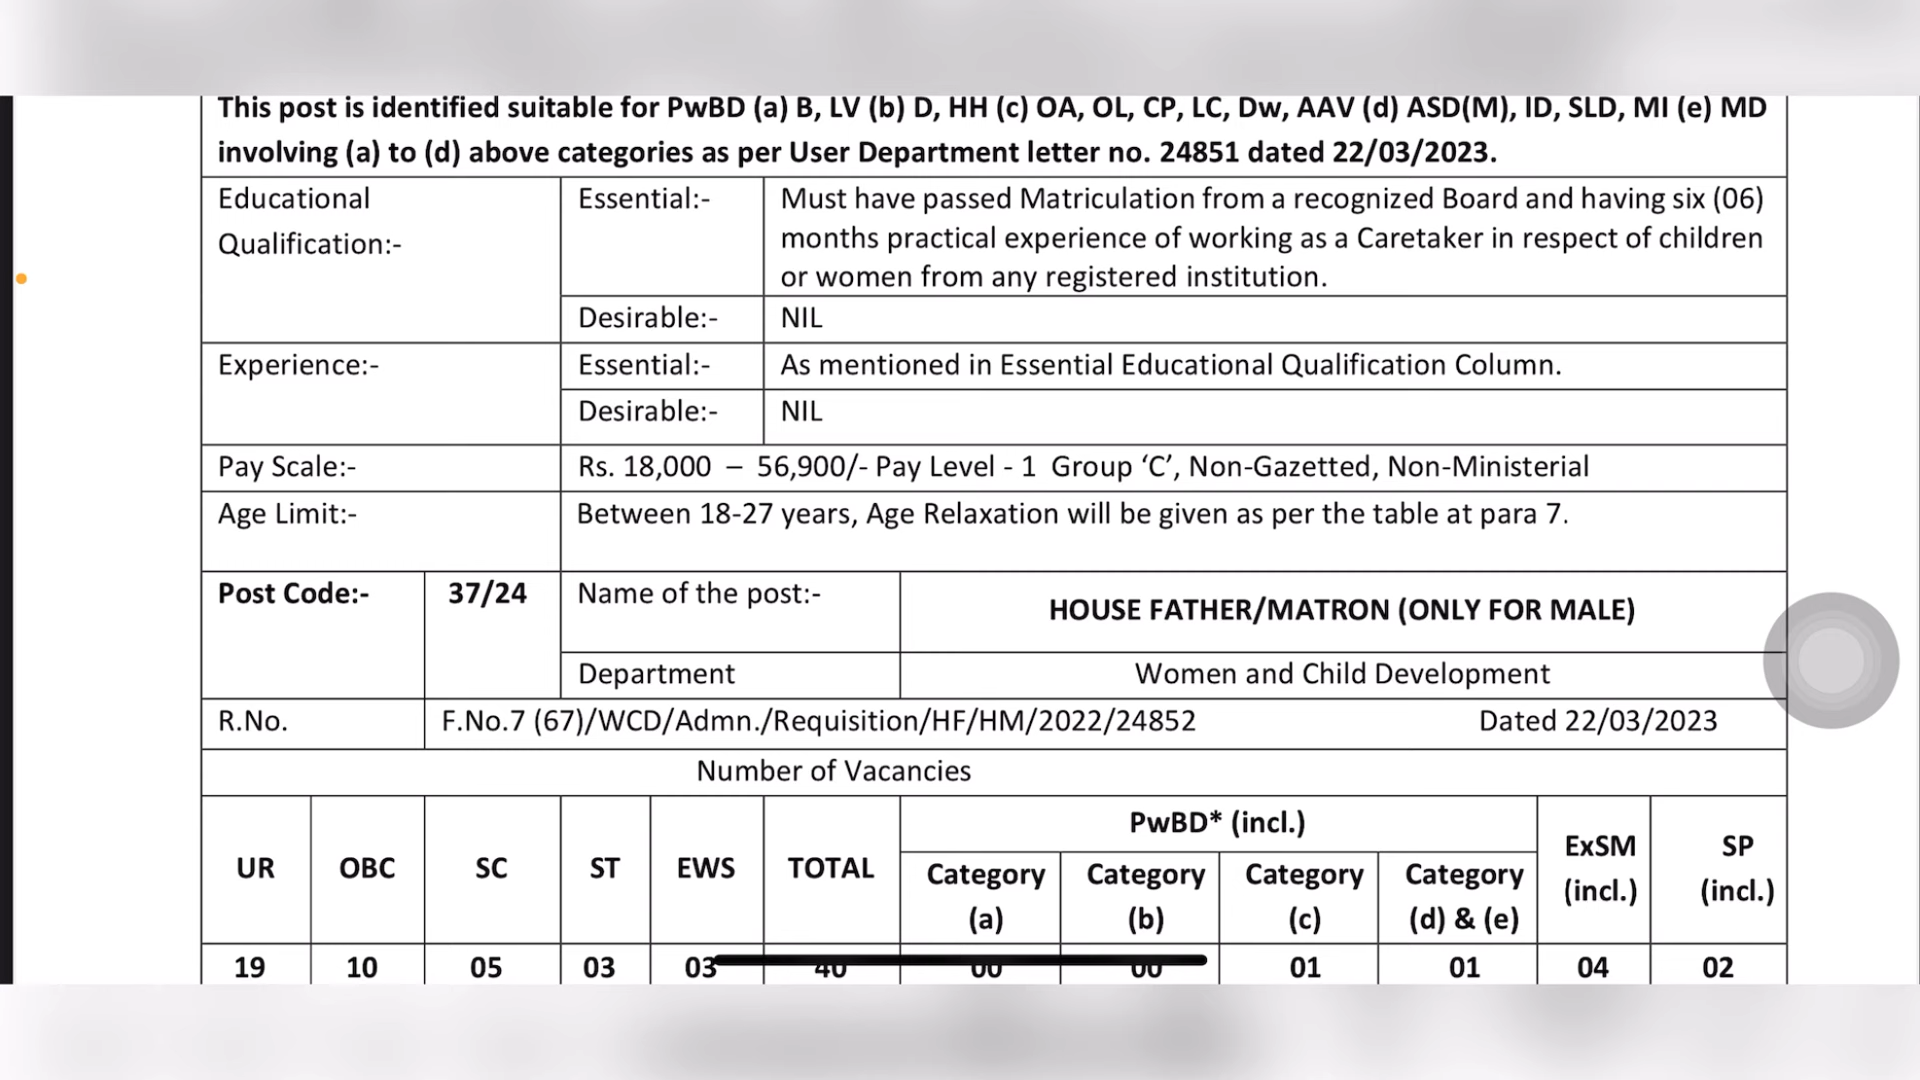 This post is identified suitable for PwBD (a) B, LV (b) D, HH (c) OA, OL, CP, LC, Dw, AAV (d) ASD(M), ID, SLD, MI (e) MD
involving (a) to (d) above categories as per User Department letter no. 24851 dated 22/03/2023.
Educational Qualification:-
Essential:-
Must have passed Matriculation from a recognized Board and having six (06)
months practical experience of working as a Caretaker in respect of children
or women from any registered institution.
Desirable:- NIL
Experience:- Essential:- As mentioned in Essential Educational Qualification Column.
Desirable:- NIL
Pay Scale:- Rs. 18,000 – 56,900/- Pay Level - 1 Group ‘C’, Non-Gazetted, Non-Ministerial
Age Limit:- Between 18-27 years, Age Relaxation will be given as per the table at para 7.
Post Code:- 37/24 Name of the post:- HOUSE FATHER/MATRON (ONLY FOR MALE)
Department Women and Child Development
R.No. F.No.7 (67)/WCD/Admn./Requisition/HF/HM/2022/24852 Dated 22/03/2023
Number of Vacancies
UR OBC SC ST EWS TOTAL
PwBD* (incl.)
Category (a)
Category (b)
Category (c)
Category (d) & (e)
ExSM (incl.)
SP (incl.)
19 10 05 03 03 40 00 00 01 01 04 02